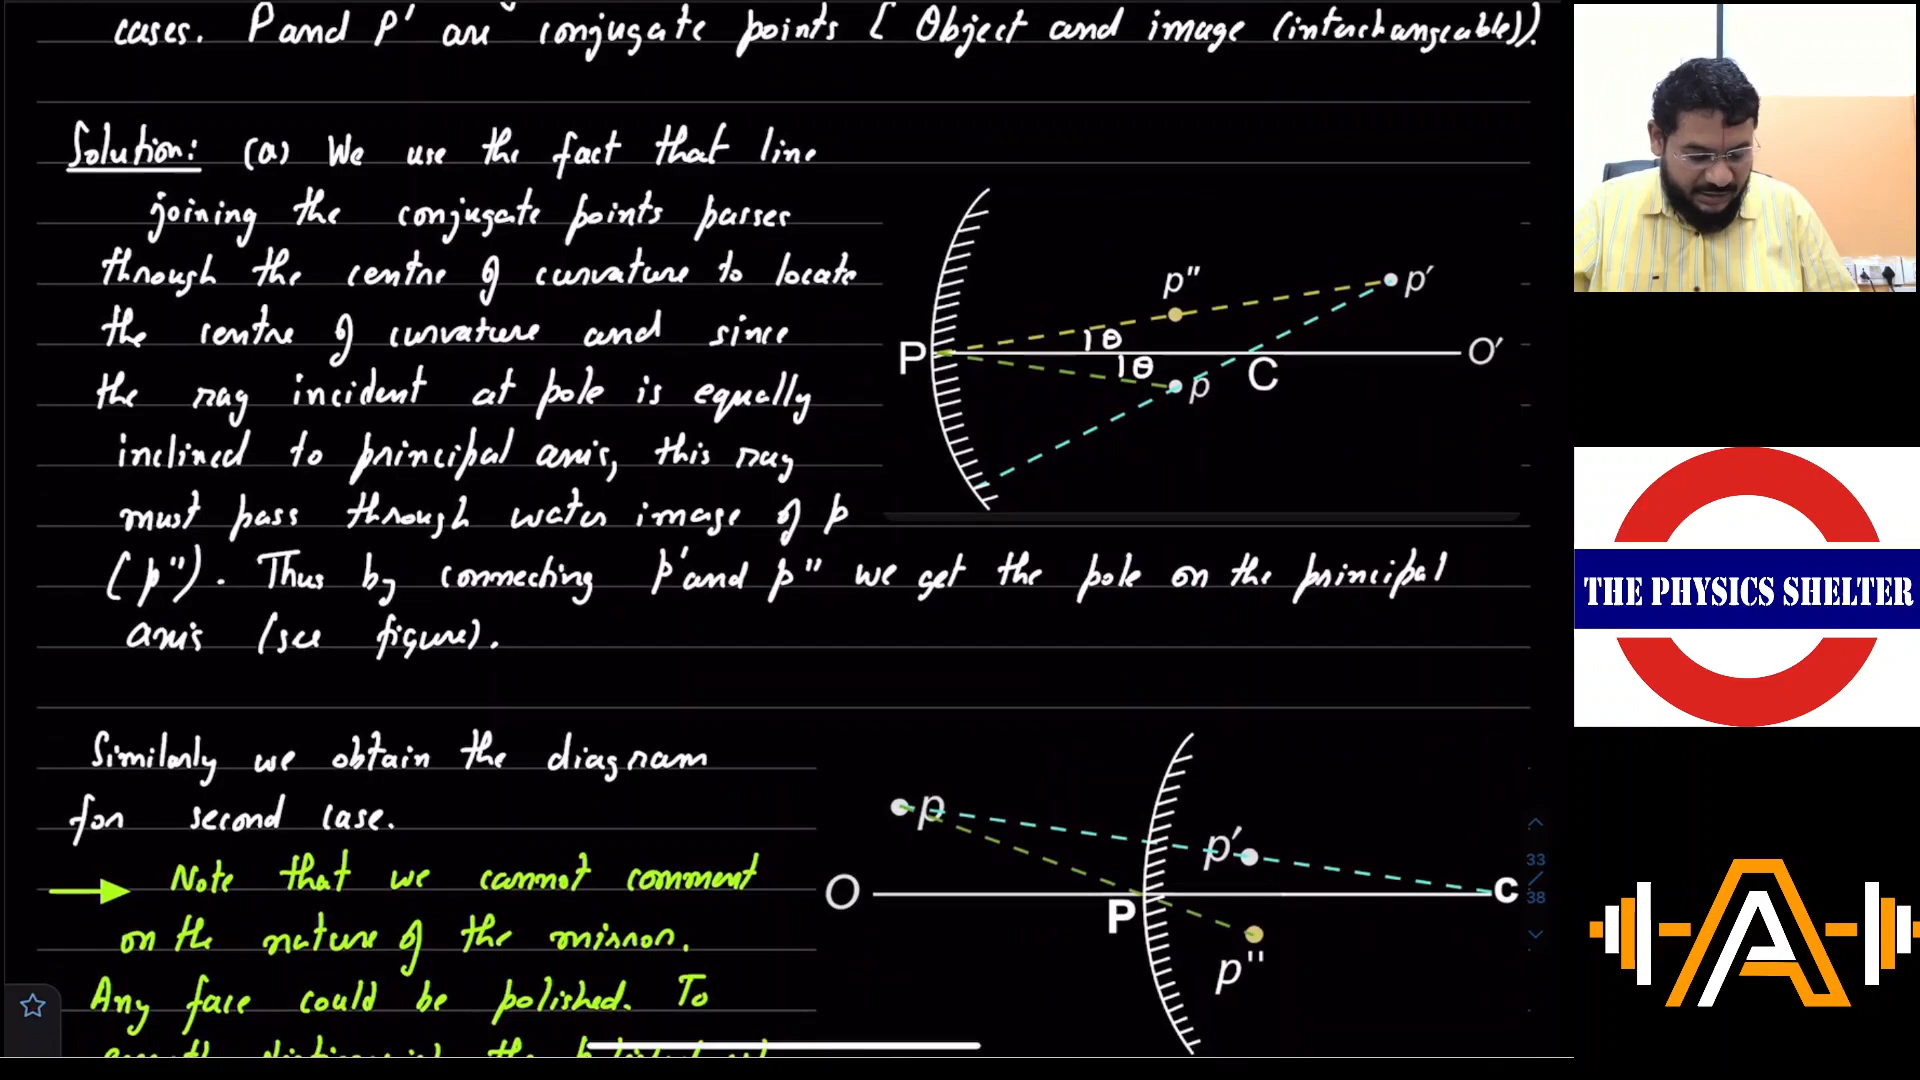 cases. P and P' are conjugate points [ Object and image (interchangeable)).
Solution: (a) We use the fact that line
joining the conjugate points passes
through the centre of curvature to locate
the centre of curvature and since
the ray incident at pole is equally
inclined to principal axis, this ray
must pass through water image of p
(p"). Thus by connecting p' and p" we get the pole on the principal
axis (see figure).
p"
p'
P
θ
θ
p
C
O'
Similarly we obtain the diagram
for second case.
Note that we cannot comment
on the nature of the mirror.
Any face could be polished. To
p
p'
O
P
C
p"
33
38
THE PHYSICS SHELTER
A